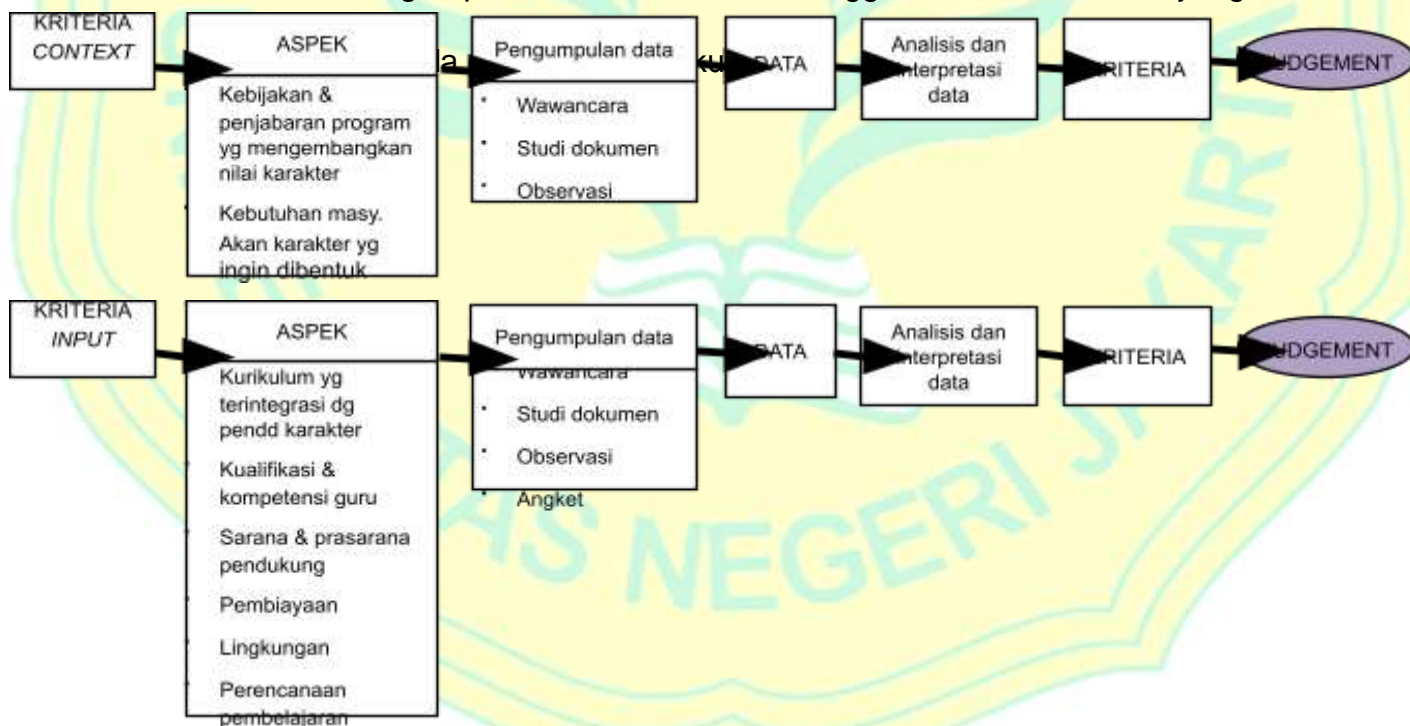 KRITERIA
CONTEXT
ASPEK
Kebijakan &
penjabaran program
yg mengembangkan
nilai karakter
Kebutuhan masy.
Akan karakter yg
ingin dibentuk
Pengumpulan data
Wawancara
Studi dokumen
Observasi
DATA
Analisis dan
interpretasi
data
KRITERIA
JUDGEMENT
KRITERIA
INPUT
ASPEK
Kurikulum yg
terintegrasi dg
pendd karakter
Kualifikasi &
kompetensi guru
Sarana & prasarana
pendukung
Pembiayaan
Lingkungan
Perencanaan
pembelajaran
Pengumpulan data
Wawancara
Studi dokumen
Observasi
Angket
DATA
Analisis dan
interpretasi
data
KRITERIA
JUDGEMENT
NEGERI JAKARTA